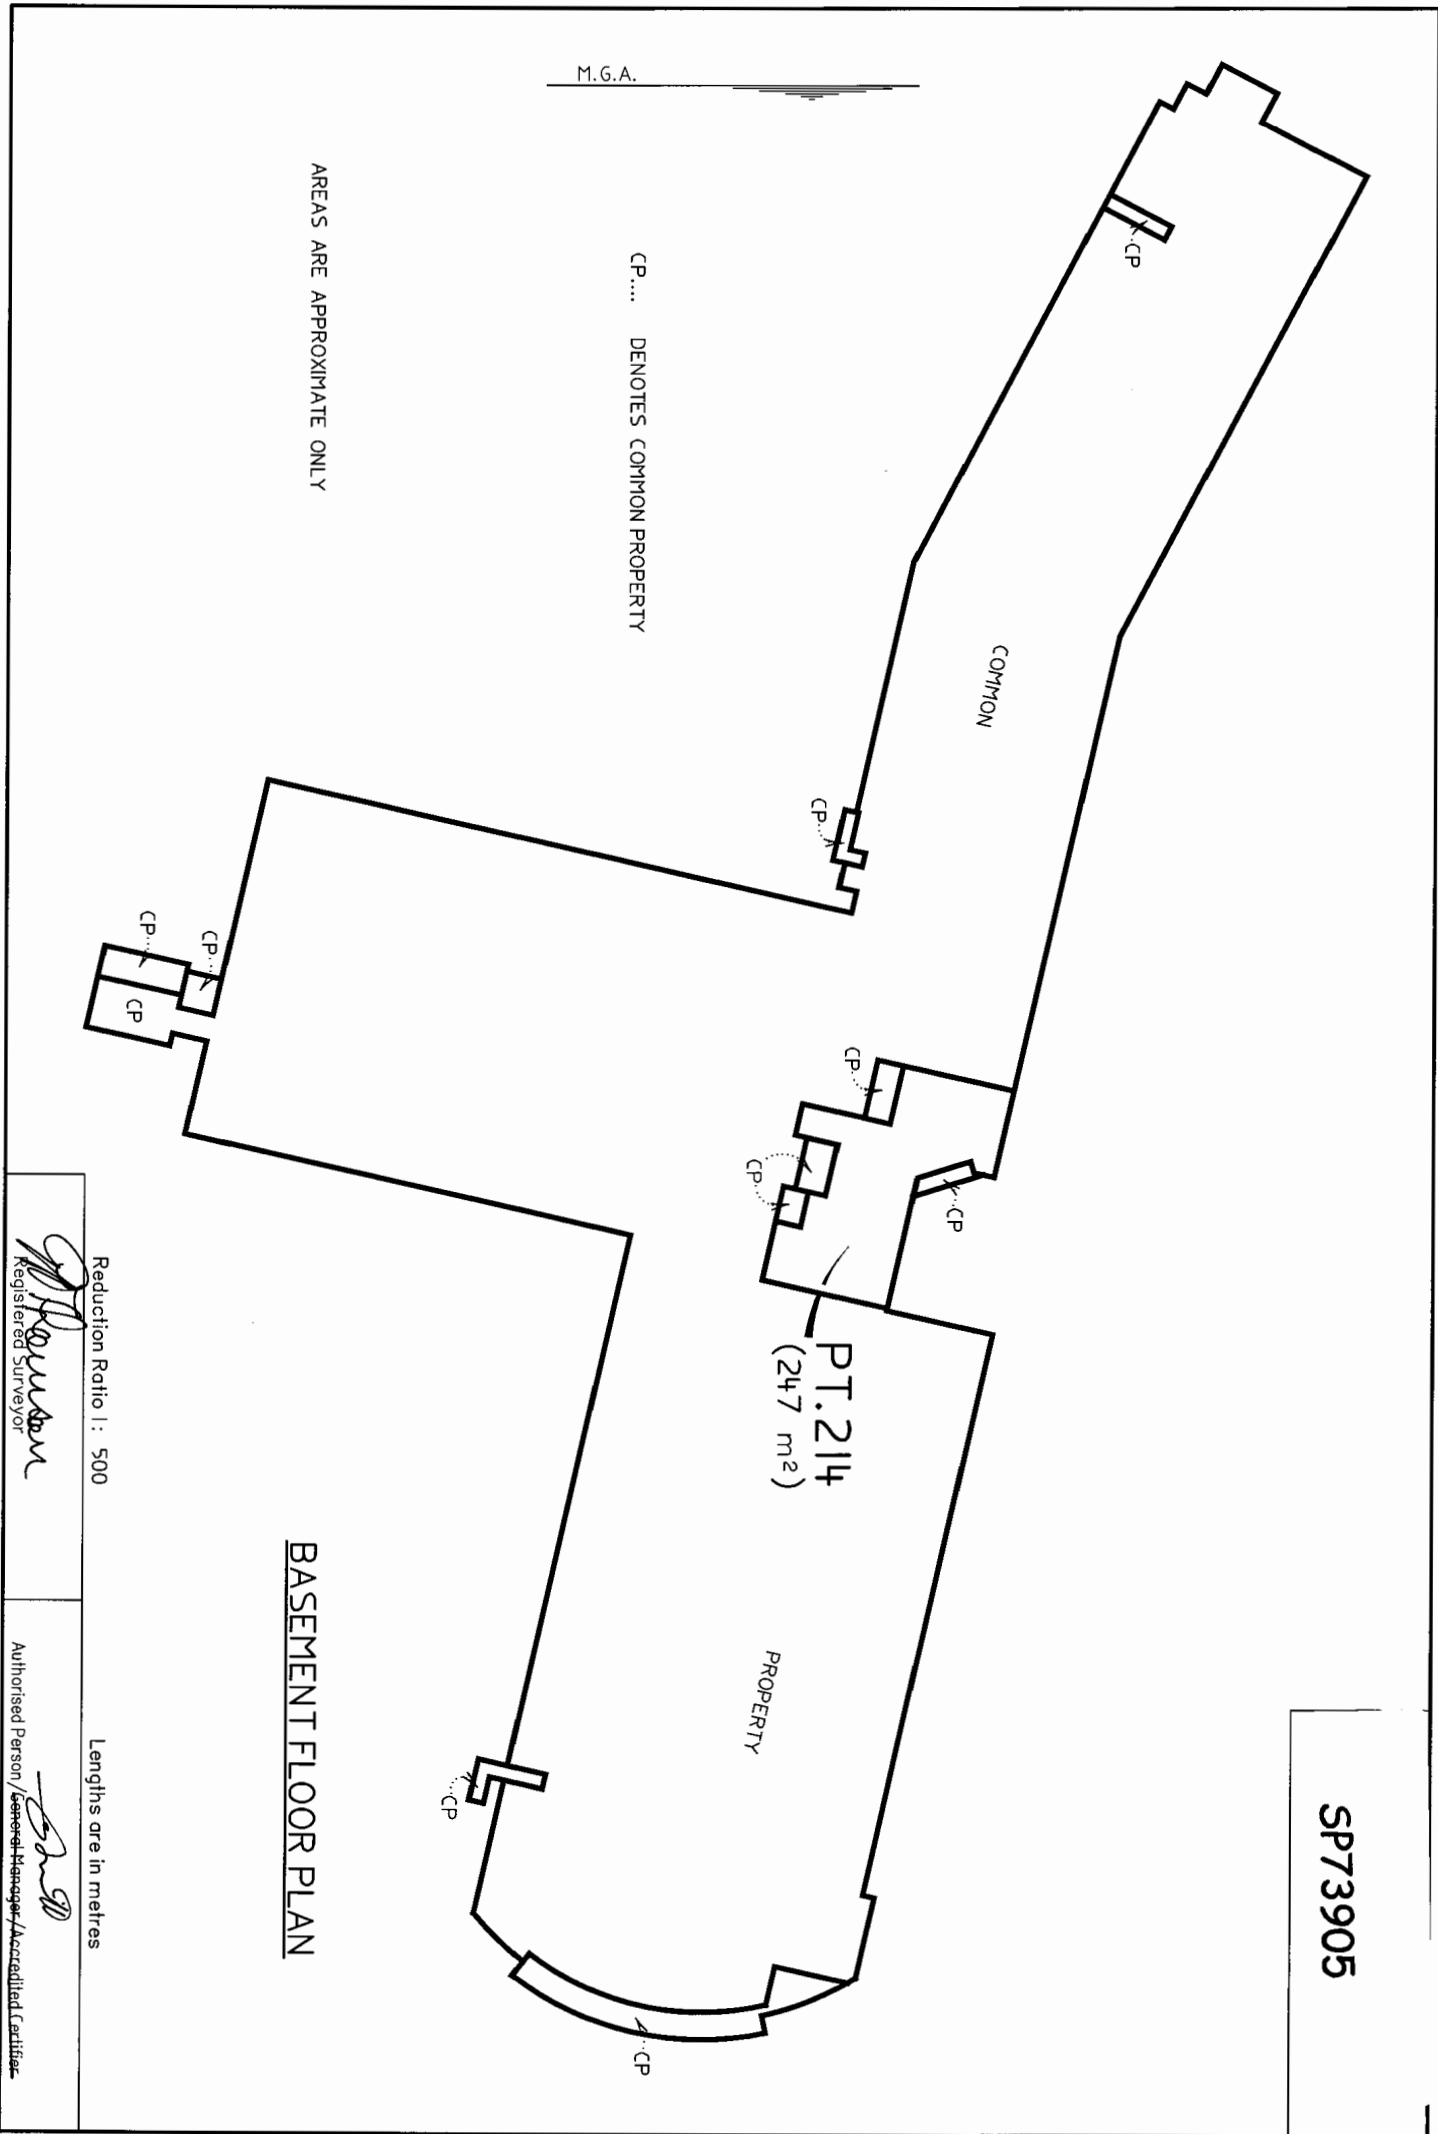 SP73905
M.G.A.
CP
COMMON
CP.... DENOTES COMMON PROPERTY
AREAS ARE APPROXIMATE ONLY
CP
CP
CP
CP
CP
CP
CP
PT.214
(247 m²)
PROPERTY
CP
CP
BASEMENT FLOOR PLAN
Reduction Ratio 1: 500
Lengths are in metres
Registered Surveyor
Authorised Person/General Manager/Accredited Certifier